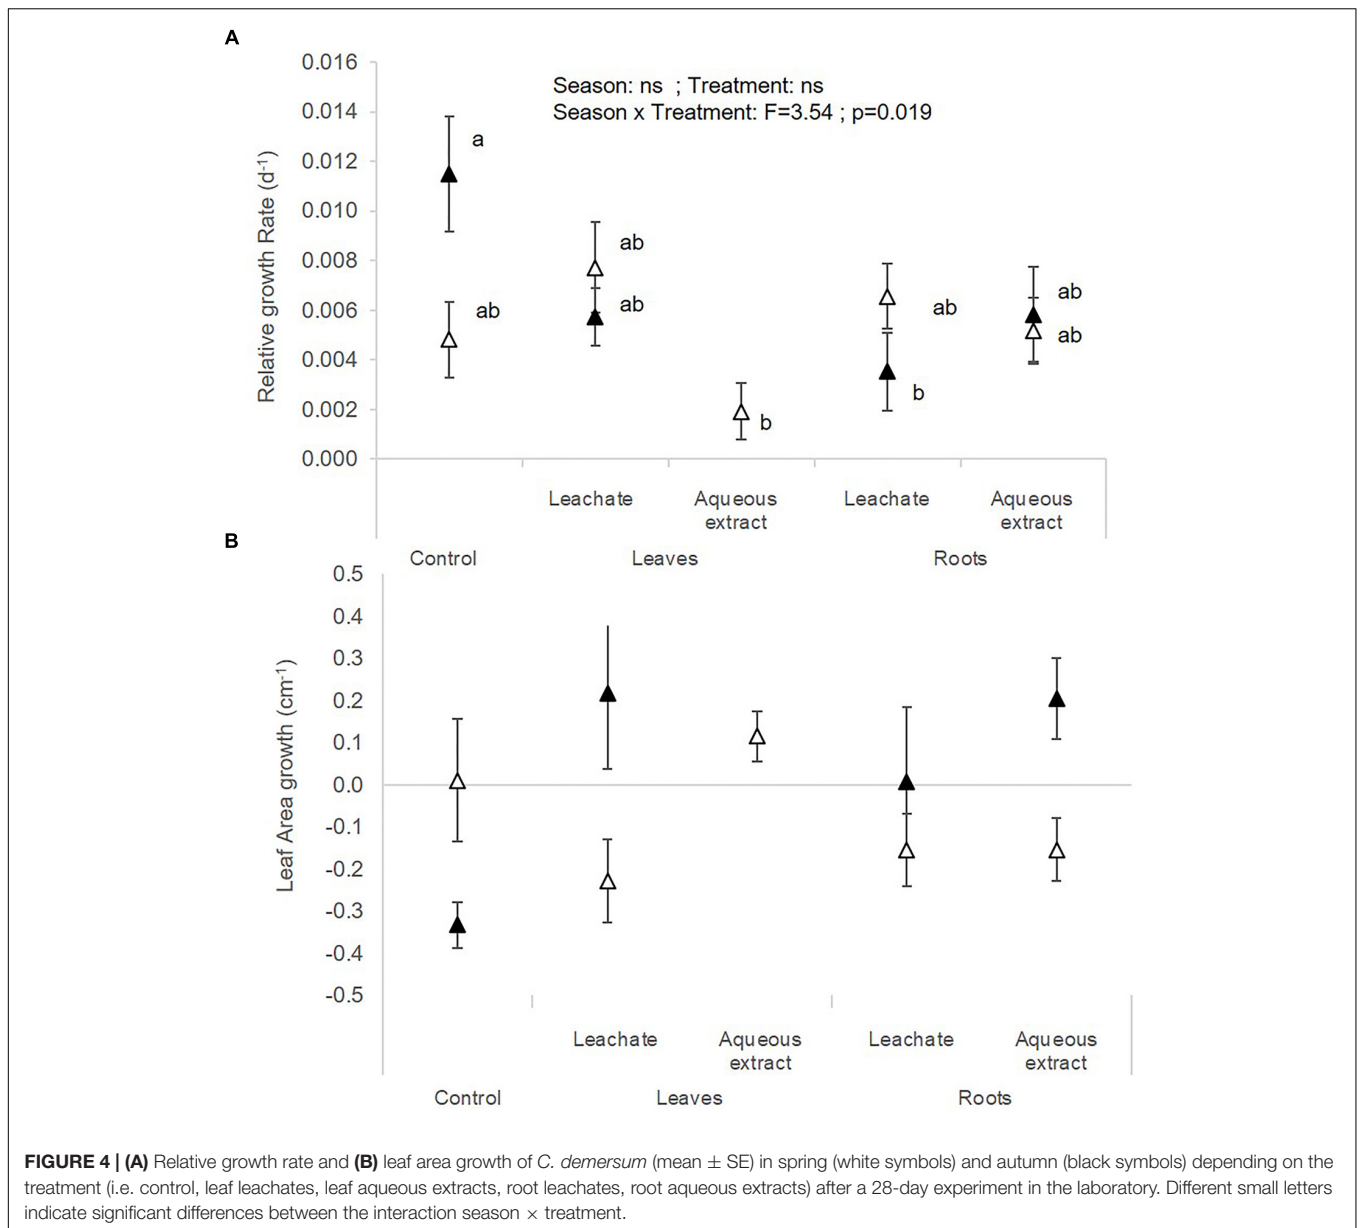 A
0.016
0.014
0.012
0.010
0.008
0.006
0.004
0.002
0.000
Relative growth Rate (d-1)
Season: ns ; Treatment: ns
Season x Treatment: F=3.54 ; p=0.019
a
ab
ab
ab
b
ab
b
ab
ab
Leachate
Aqueous
extract
Leachate
Aqueous
extract
Control
Leaves
Roots
B
0.5
0.4
0.3
0.2
0.1
0.0
-0.1
-0.2
-0.3
-0.4
-0.5
Leaf Area growth (cm-1)
Leachate
Aqueous
extract
Leachate
Aqueous
extract
Control
Leaves
Roots
FIGURE 4 | (A) Relative growth rate and (B) leaf area growth of C. demersum (mean ± SE) in spring (white symbols) and autumn (black symbols) depending on the
treatment (i.e. control, leaf leachates, leaf aqueous extracts, root leachates, root aqueous extracts) after a 28-day experiment in the laboratory. Different small letters
indicate significant differences between the interaction season × treatment.